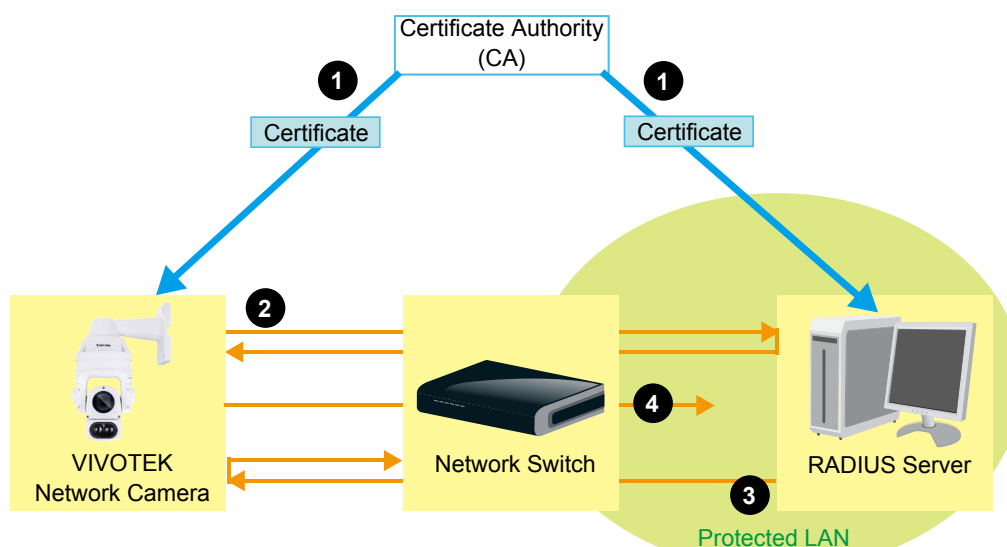 Certificate Authority
(CA)
1
1
Certificate
Certificate
2
4
VIVOTEK
Network Camera
Network Switch
RADIUS Server
3
Protected LAN